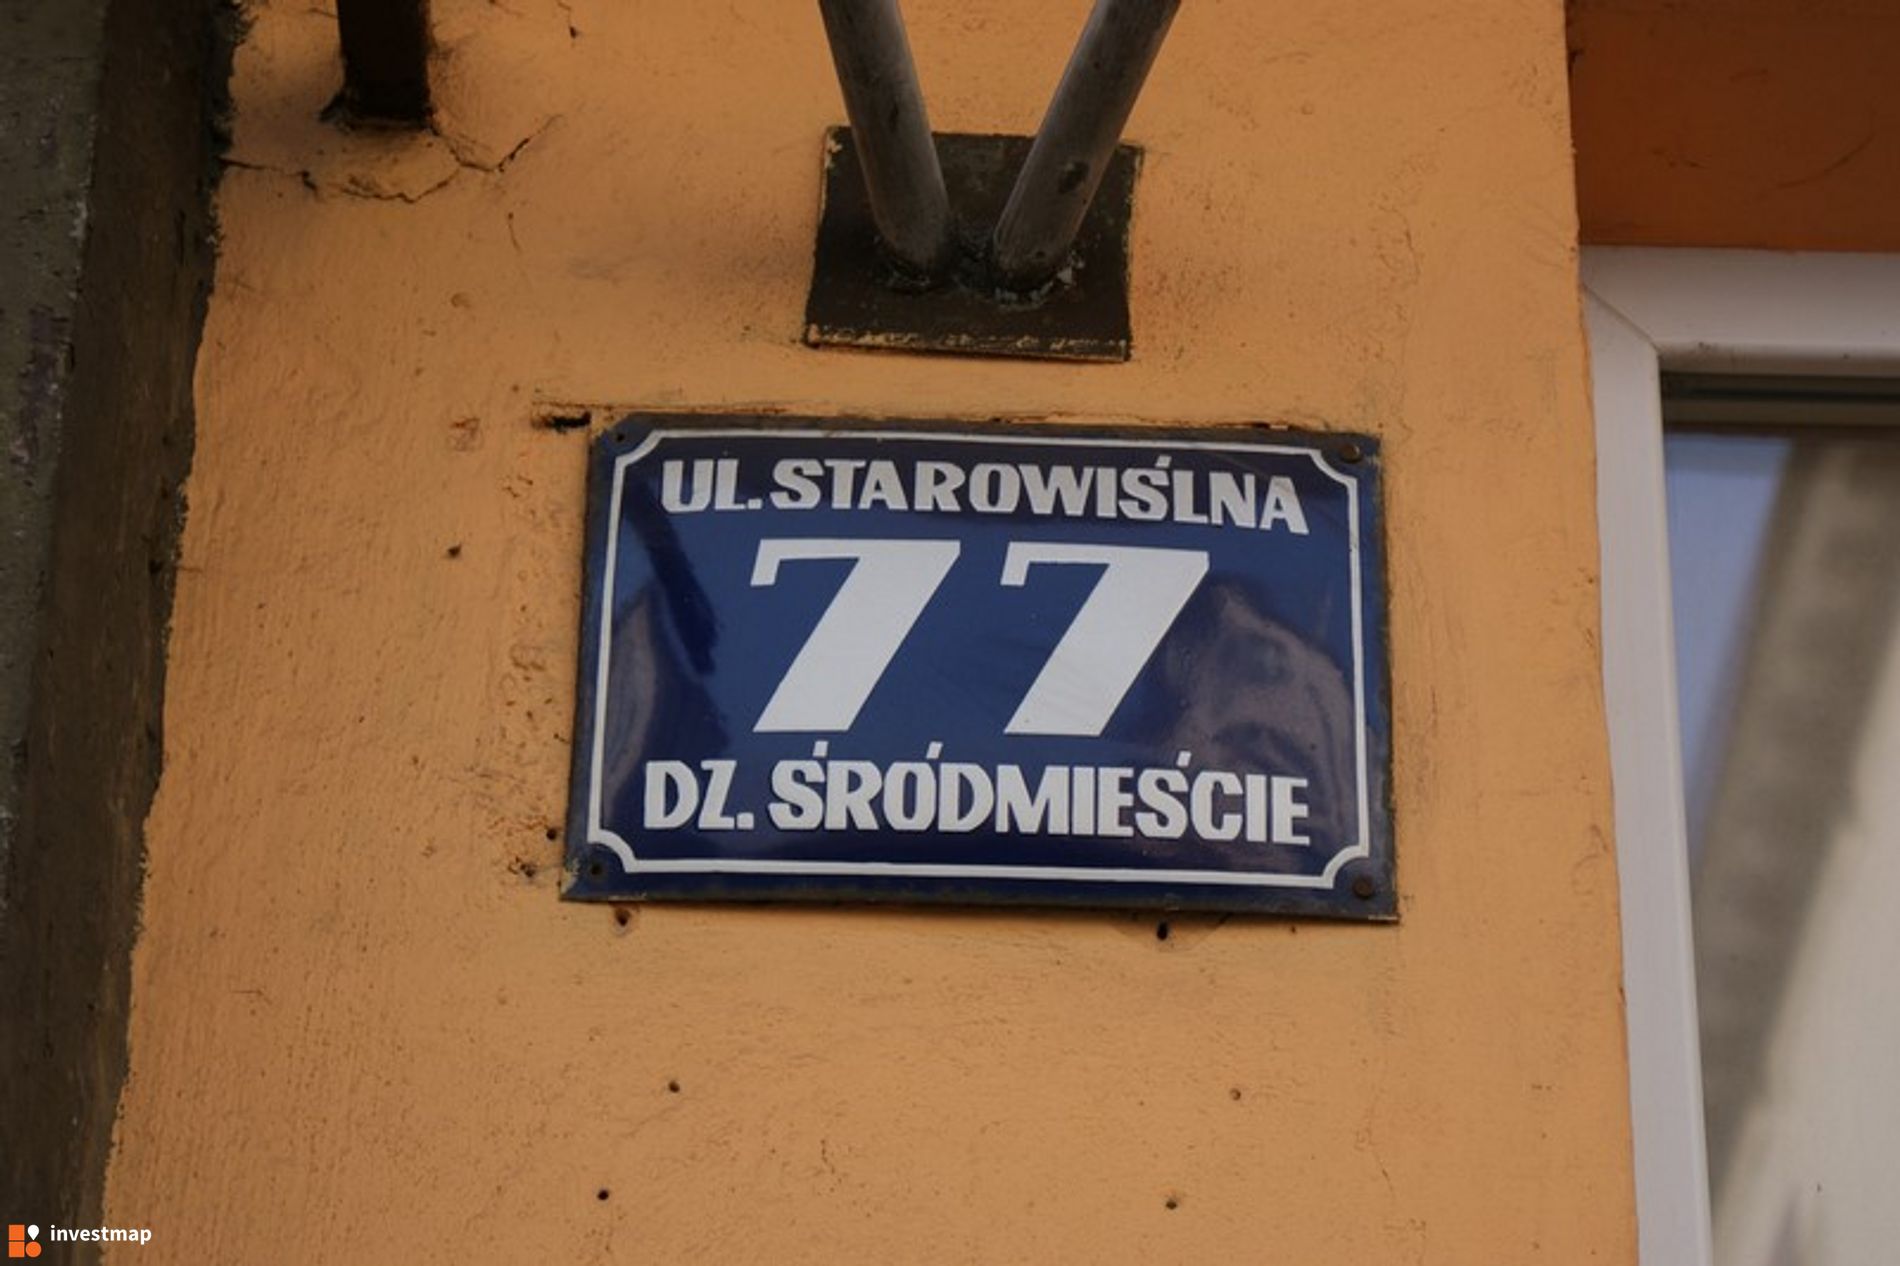 UL. STAROWIŚLNA
77
DZ. ŚRÓDMIEŚCIE
investmap